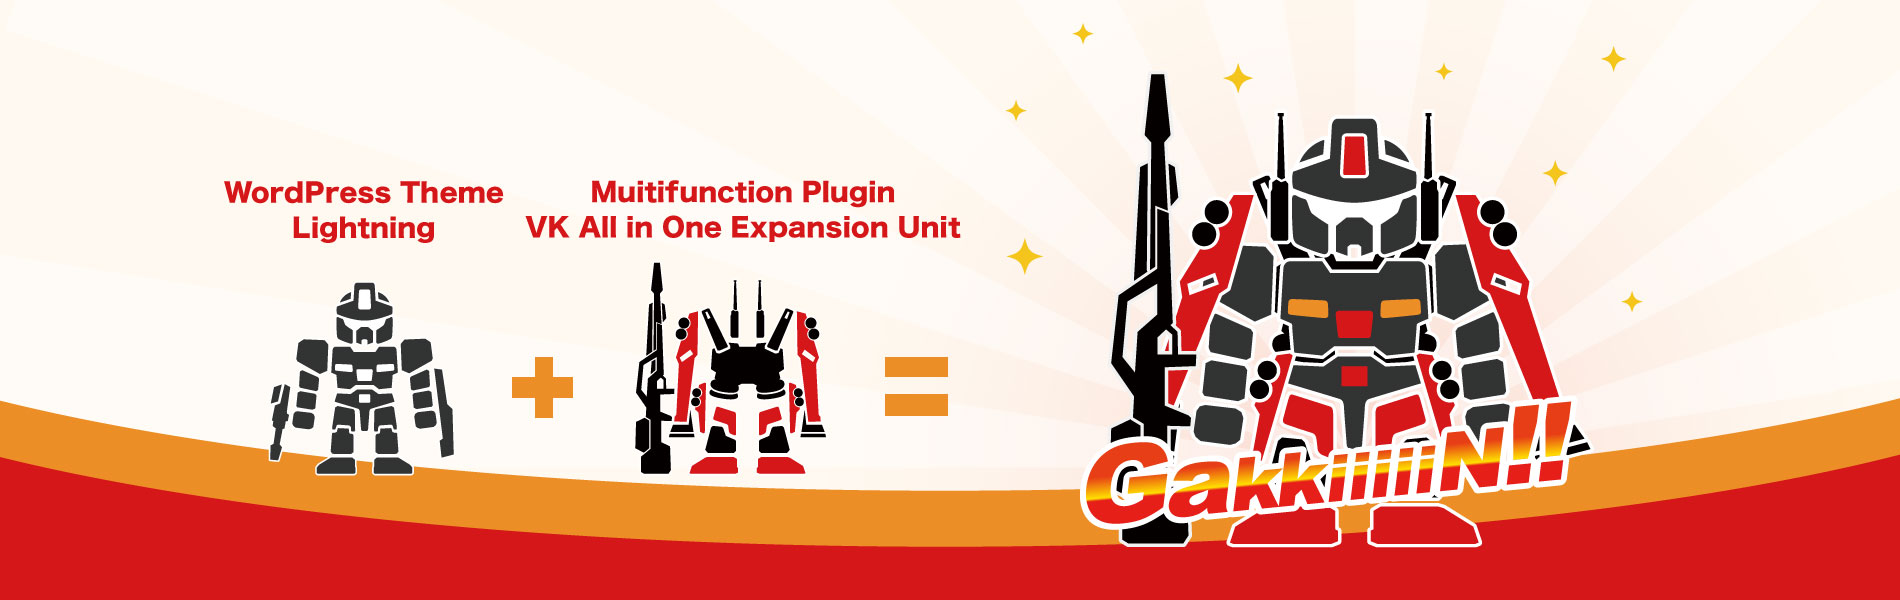 WordPress Theme
Lightning
Muitifunction Plugin
VK All in One Expansion Unit
GakkiiiiiiN!!